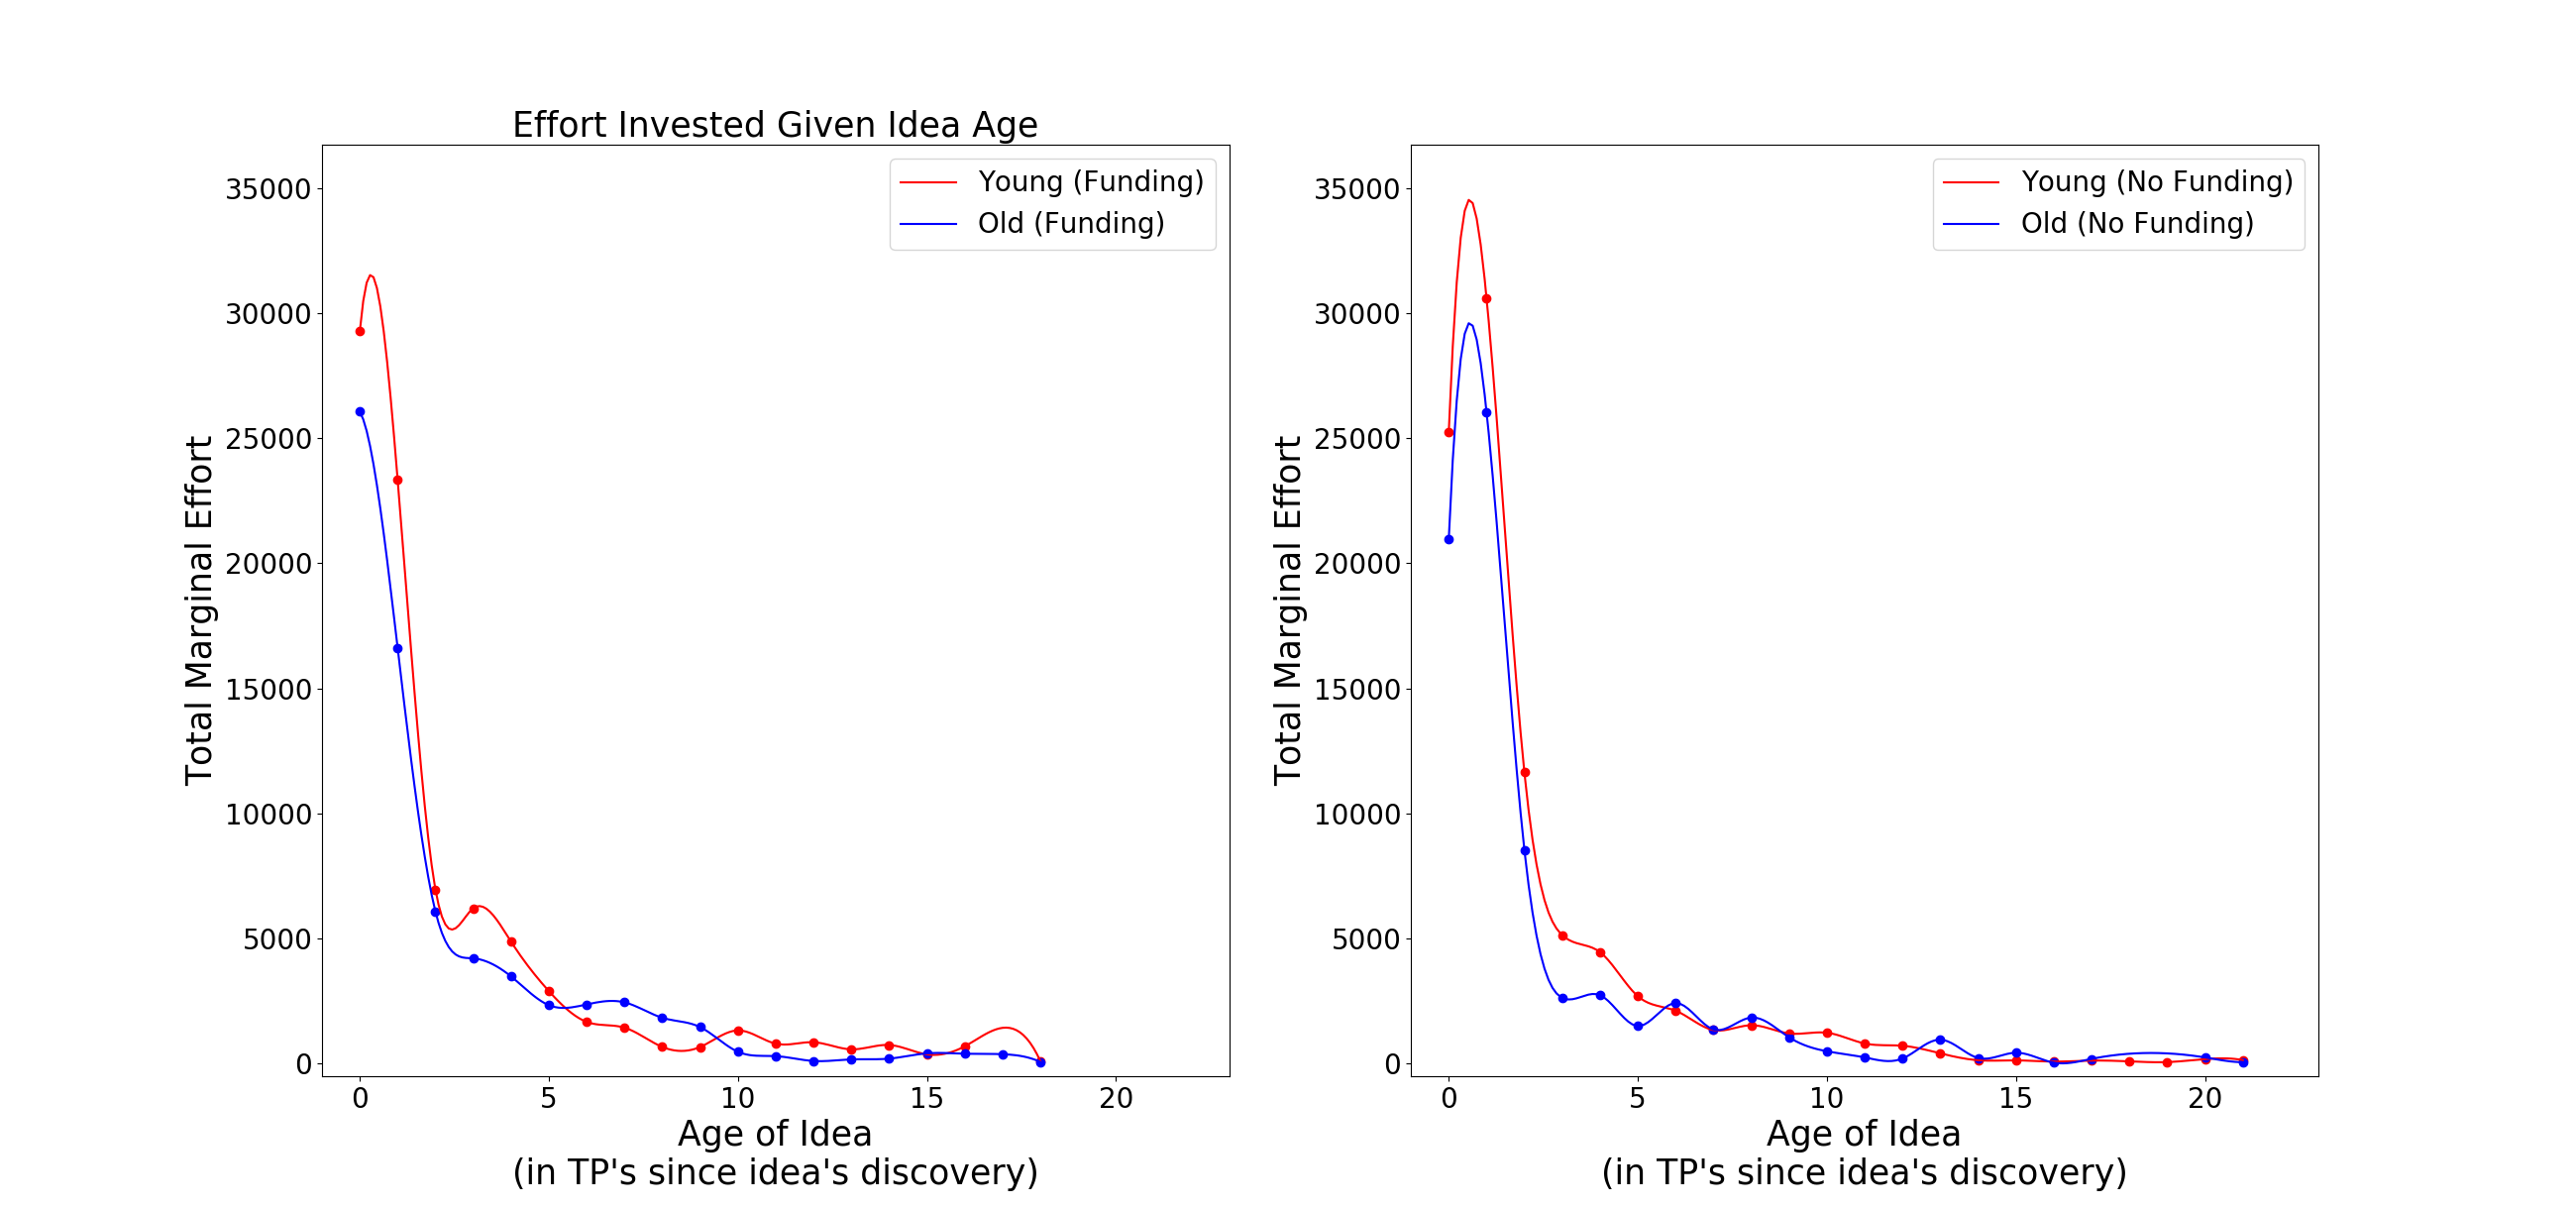 Effort Invested Given Idea Age
Young (Funding)
Old (Funding)
35000
30000
25000
20000
15000
10000
5000
0
Total Marginal Effort
0 5 10 15 20
Age of Idea
(in TP's since idea's discovery)
Young (No Funding)
Old (No Funding)
35000
30000
25000
20000
15000
10000
5000
0
Total Marginal Effort
0 5 10 15 20
Age of Idea
(in TP's since idea's discovery)